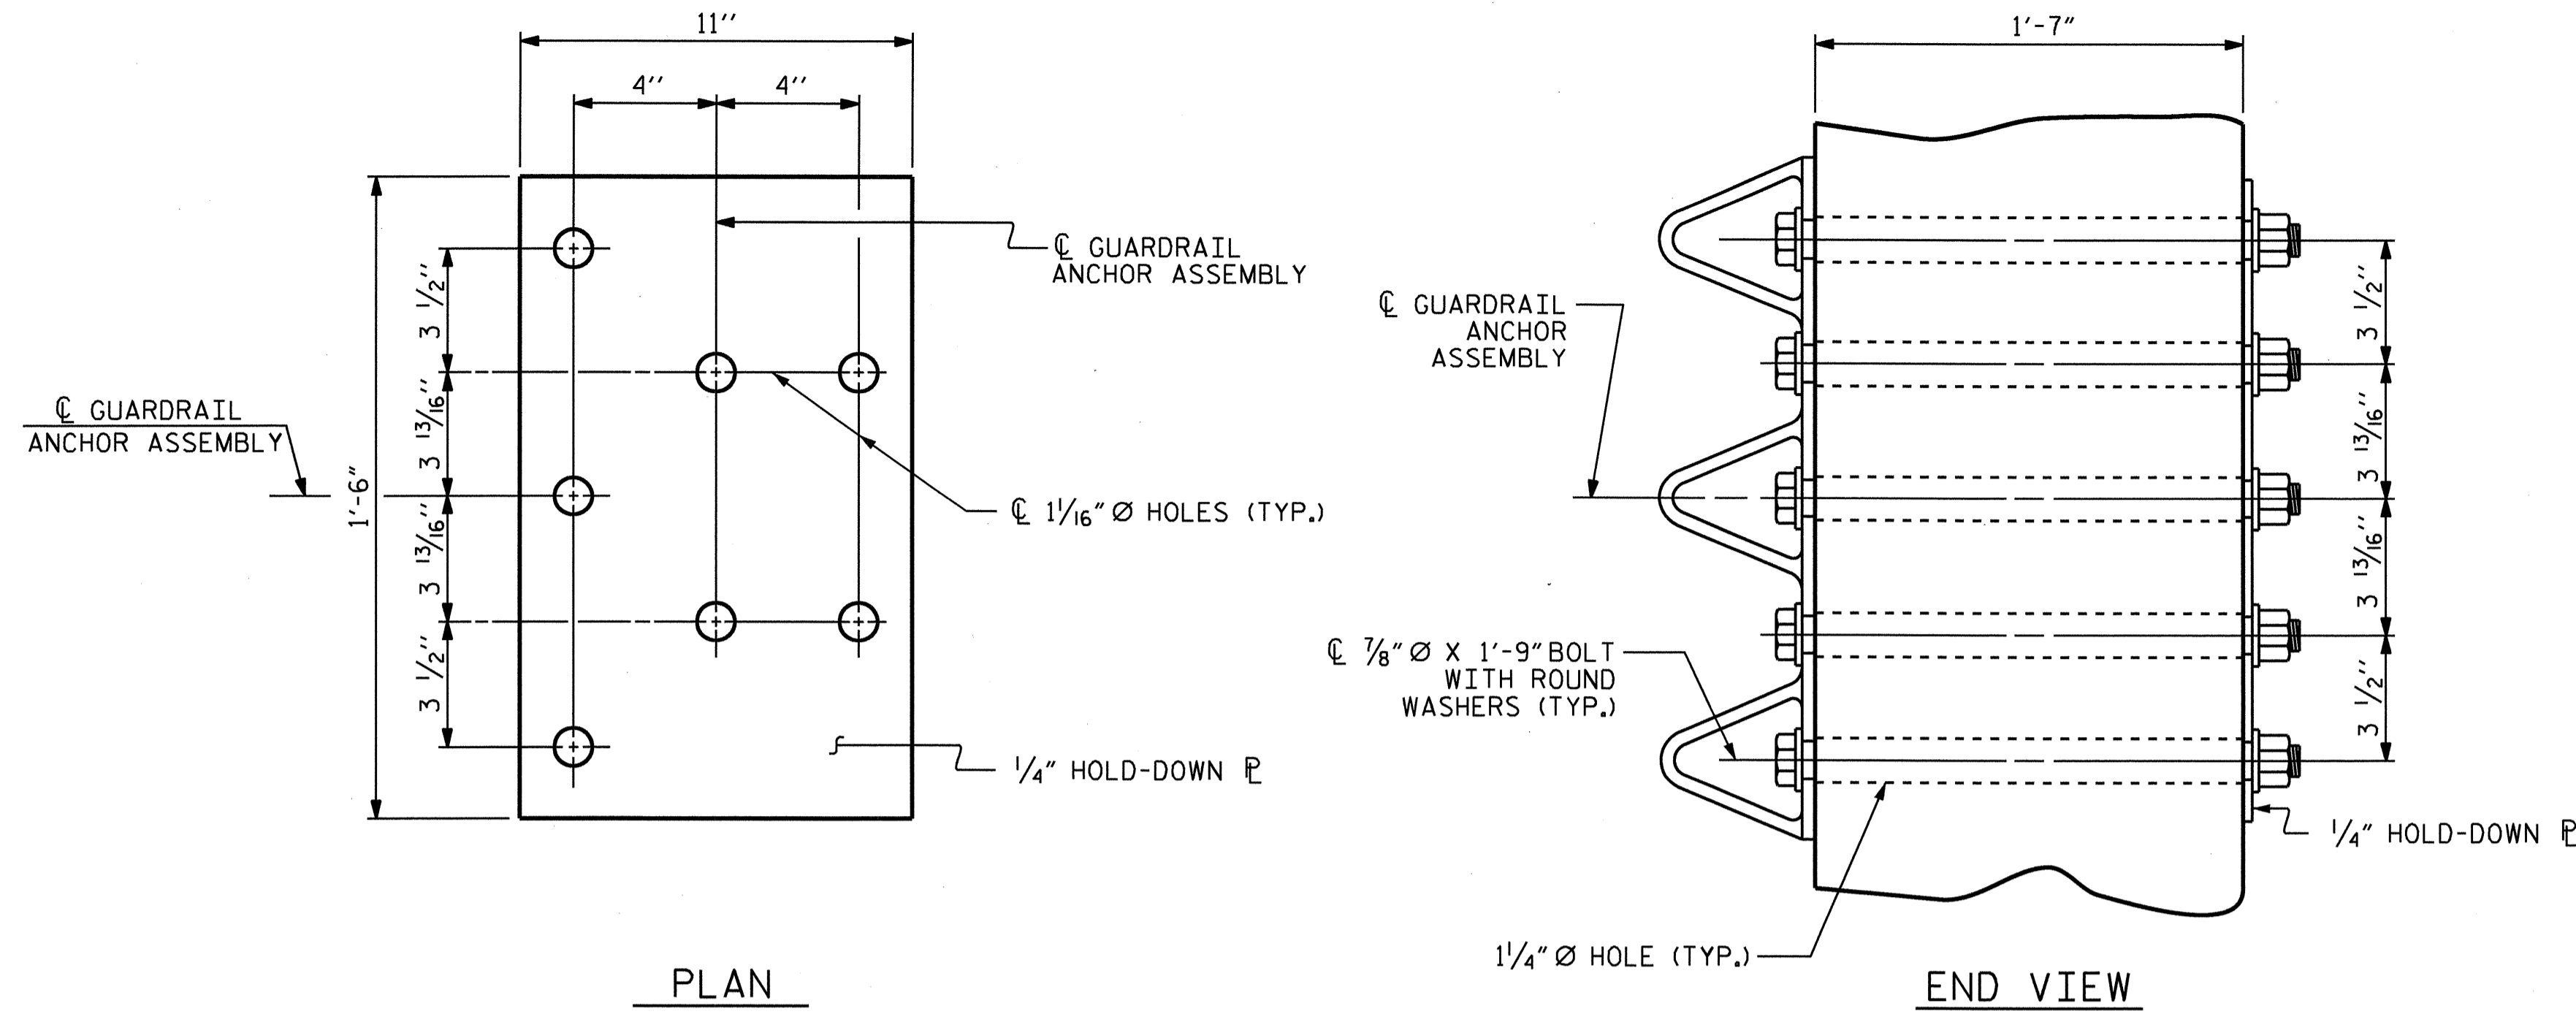 11''
4''
4''
℄ GUARDRAIL
ANCHOR ASSEMBLY
3 1/2''
3 13/16''
℄ GUARDRAIL
ANCHOR ASSEMBLY
1'-6"
3 13/16''
3 1/2''
℄ 1 1/16" Ø HOLES (TYP.)
1/4" HOLD-DOWN ⅊
PLAN
1'-7"
℄ GUARDRAIL
ANCHOR
ASSEMBLY
3 1/2''
3 13/16''
3 13/16''
3 1/2''
℄ 7/8" Ø X 1'-9" BOLT
WITH ROUND
WASHERS (TYP.)
1/4" HOLD-DOWN ⅊
1 1/4" Ø HOLE (TYP.)
END VIEW